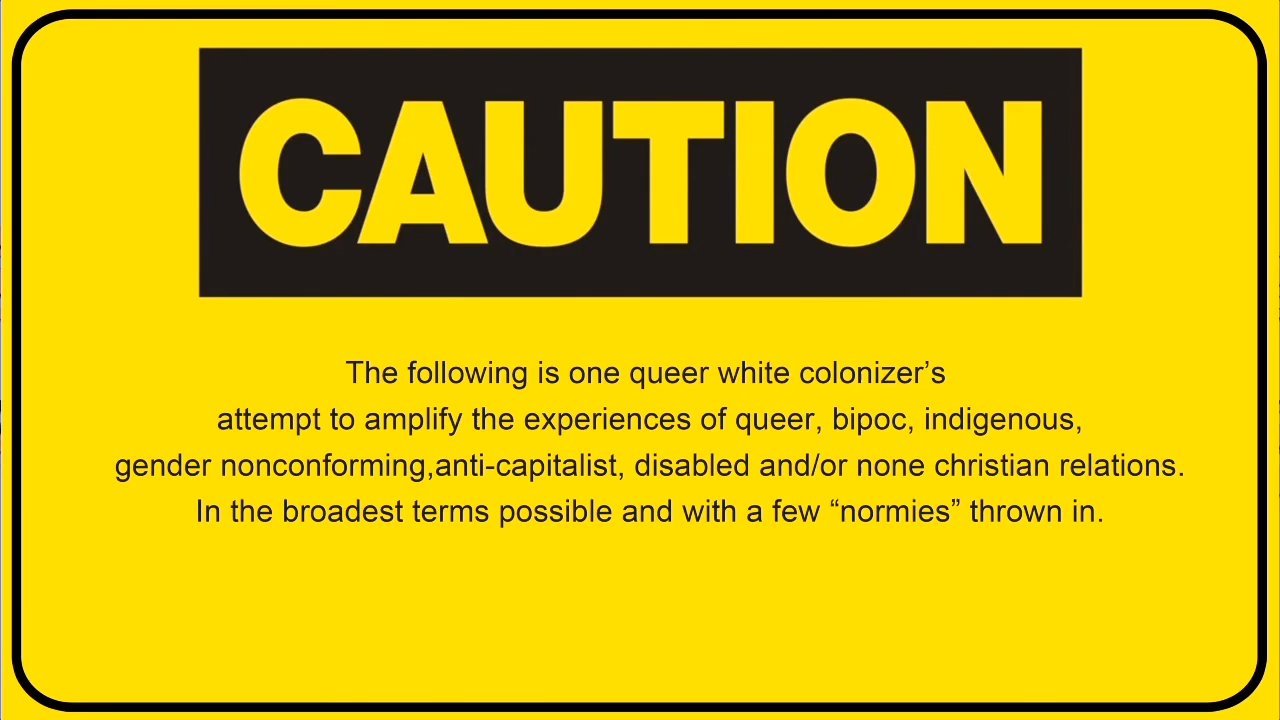 CAUTION
The following is one queer white colonizer’s
attempt to amplify the experiences of queer, bipoc, indigenous,
gender nonconforming,anti-capitalist, disabled and/or none christian relations.
In the broadest terms possible and with a few “normies” thrown in.